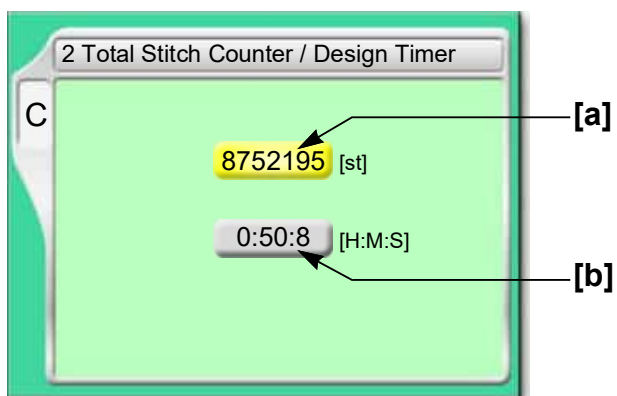 2 Total Stitch Counter / Design Timer
C
[a]
8752195 [st]
0:50:8 [H:M:S]
[b]